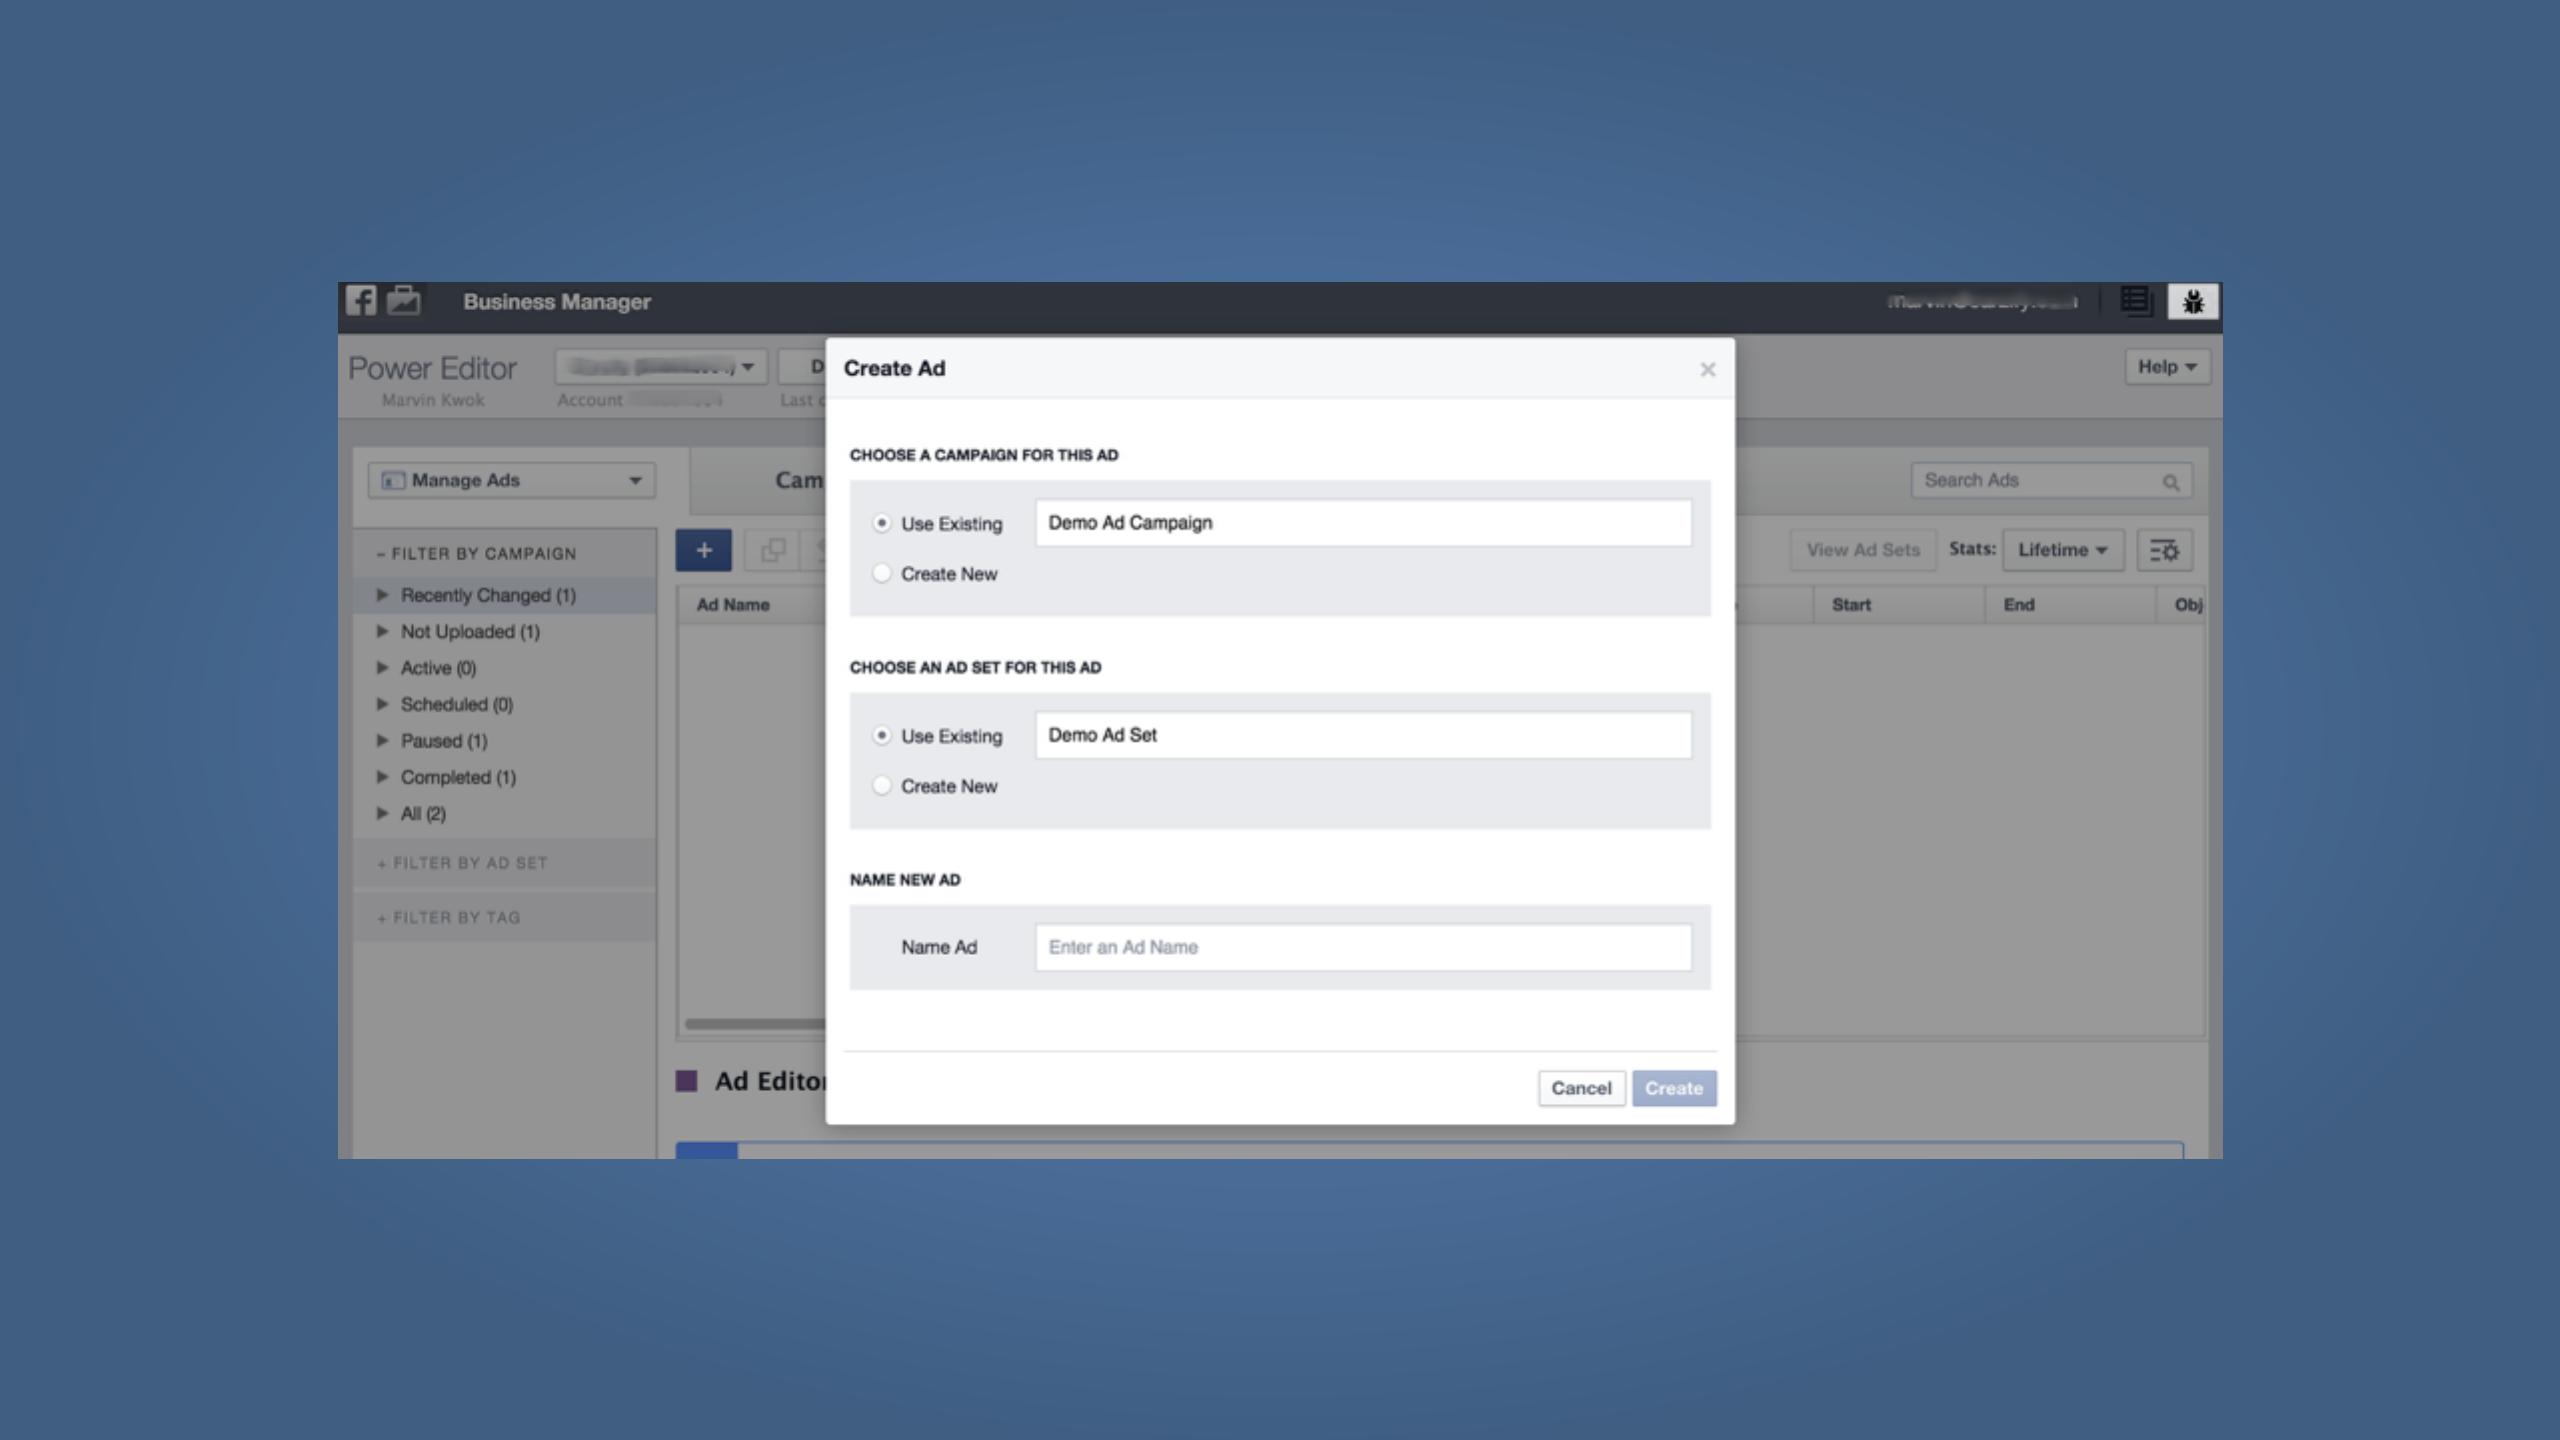 Business Manager
Power Editor
Marvin Kwok
Account
Last
Help
Create Ad
CHOOSE A CAMPAIGN FOR THIS AD
Use Existing
Demo Ad Campaign
Create New
CHOOSE AN AD SET FOR THIS AD
Use Existing
Demo Ad Set
Create New
NAME NEW AD
Name Ad
Enter an Ad Name
Cancel
Create
Manage Ads
Cam
Search Ads
– FILTER BY CAMPAIGN
Recently Changed (1)
Not Uploaded (1)
Active (0)
Scheduled (0)
Paused (1)
Completed (1)
All (2)
+ FILTER BY AD SET
+ FILTER BY TAG
+
View Ad Sets
Stats:
Lifetime
Ad Name
Start
End
Obj
Ad Editor